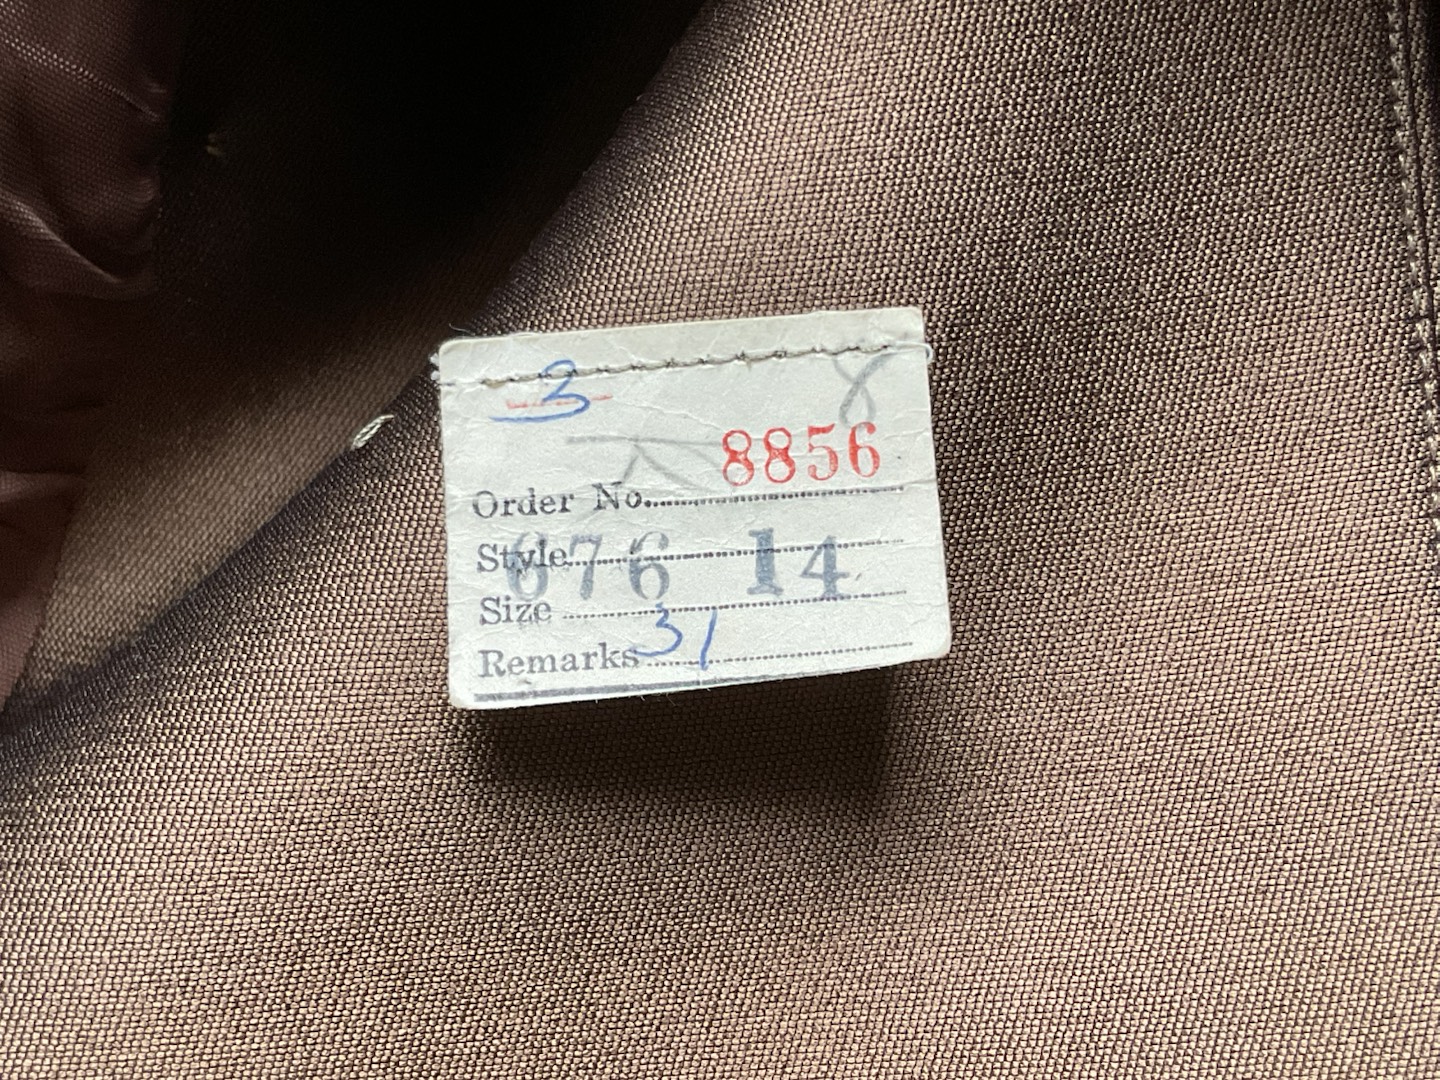 3 8
Order No. 8856
Style 676 14
Size
Remarks 31